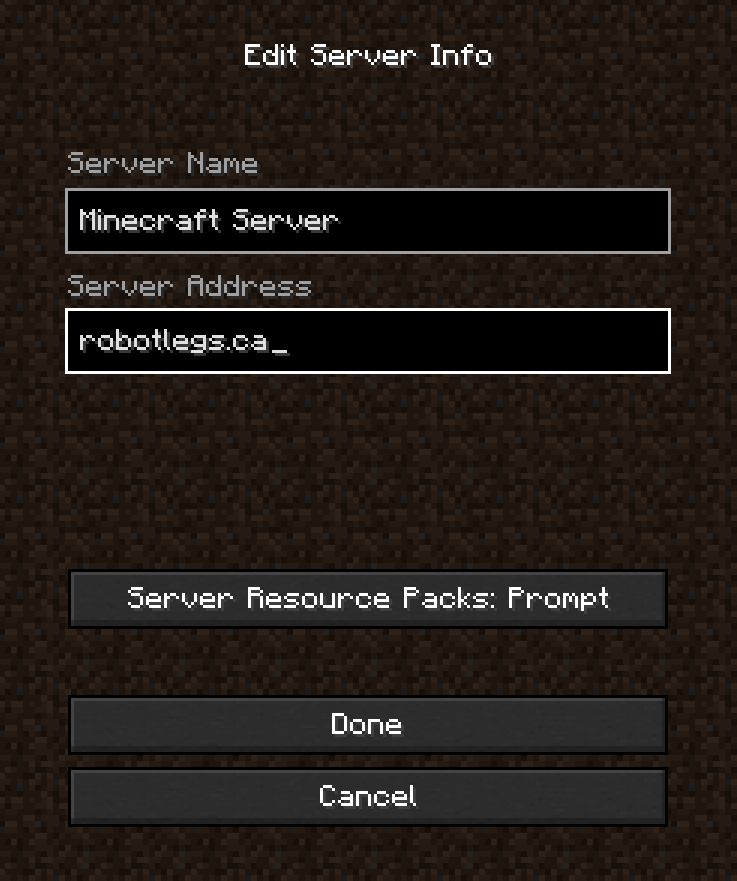 Edit Server Info
Server Name
Minecraft Server
Server Address
robotlegs.ca_
Server Resource Packs: Prompt
Done
Cancel